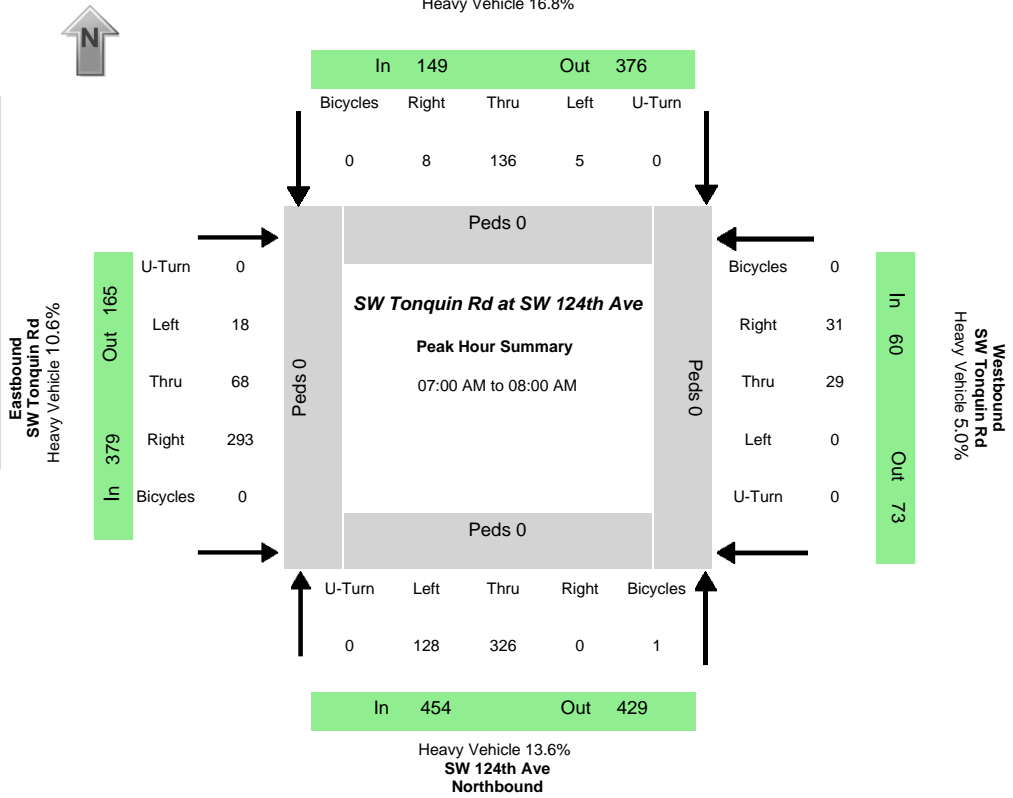 Heavy Vehicle 16.8%
N
In 149 Out 376
Bicycles Right Thru Left U-Turn
0 8 136 5 0
Peds 0
Eastbound
SW Tonquin Rd
Heavy Vehicle 10.6%
Out 165
In 379
U-Turn 0
Left 18
Thru 68
Right 293
Bicycles 0
Peds 0
SW Tonquin Rd at SW 124th Ave
Peak Hour Summary
07:00 AM to 08:00 AM
Peds 0
Bicycles 0
Right 31
Thru 29
Left 0
U-Turn 0
In 60
Out 73
Westbound
SW Tonquin Rd
Heavy Vehicle 5.0%
Peds 0
U-Turn Left Thru Right Bicycles
0 128 326 0 1
In 454 Out 429
Heavy Vehicle 13.6%
SW 124th Ave
Northbound